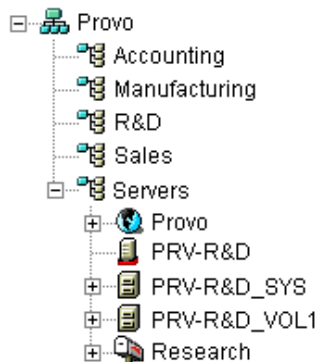 Provo
Accounting
Manufacturing
R&D
Sales
Servers
Provo
PRV-R&D
PRV-R&D_SYS
PRV-R&D_VOL1
Research